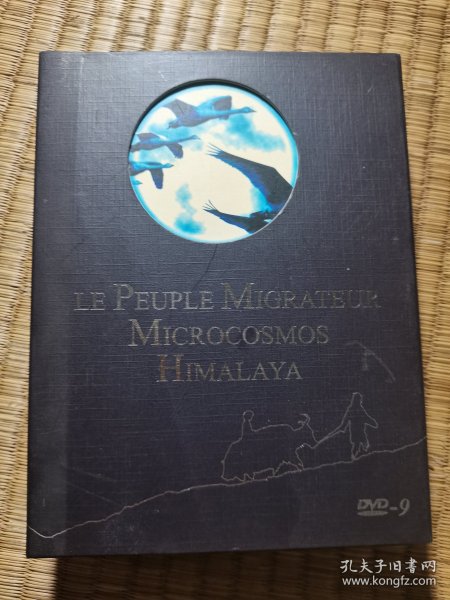 LE PEUPLE MIGRATEUR
MICROCOSMOS
HIMALAYA
DVD-9
孔夫子旧书网
www.kongfz.com